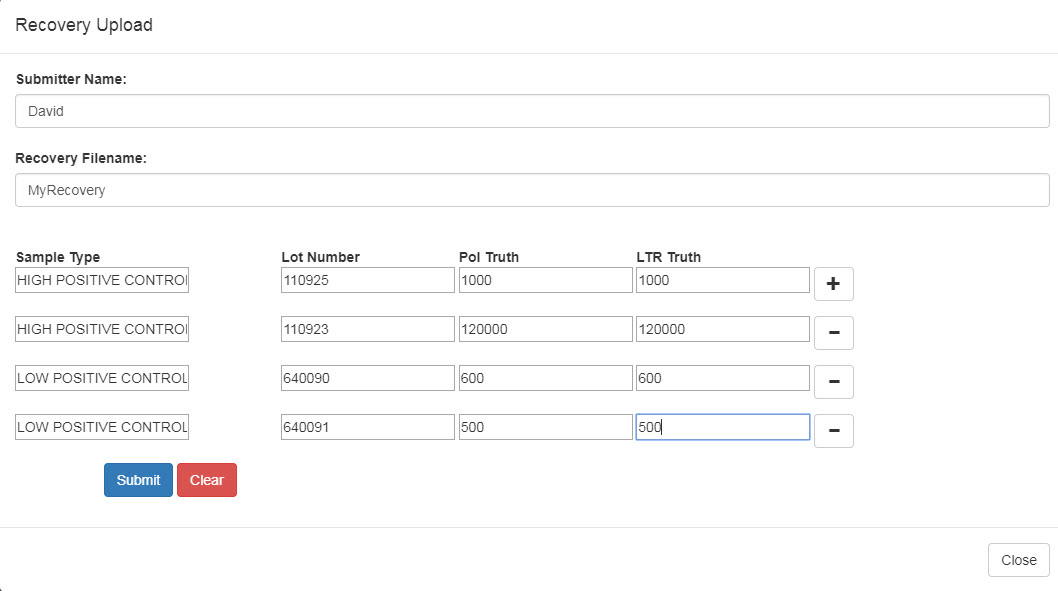 Recovery Upload
Submitter Name:
David
Recovery Filename:
MyRecovery
Sample Type Lot Number Pol Truth LTR Truth
HIGH POSITIVE CONTROL 110925 1000 1000 +
HIGH POSITIVE CONTROL 110923 120000 120000 −
LOW POSITIVE CONTROL 640090 600 600 −
LOW POSITIVE CONTROL 640091 500 500 −
Submit Clear
Close